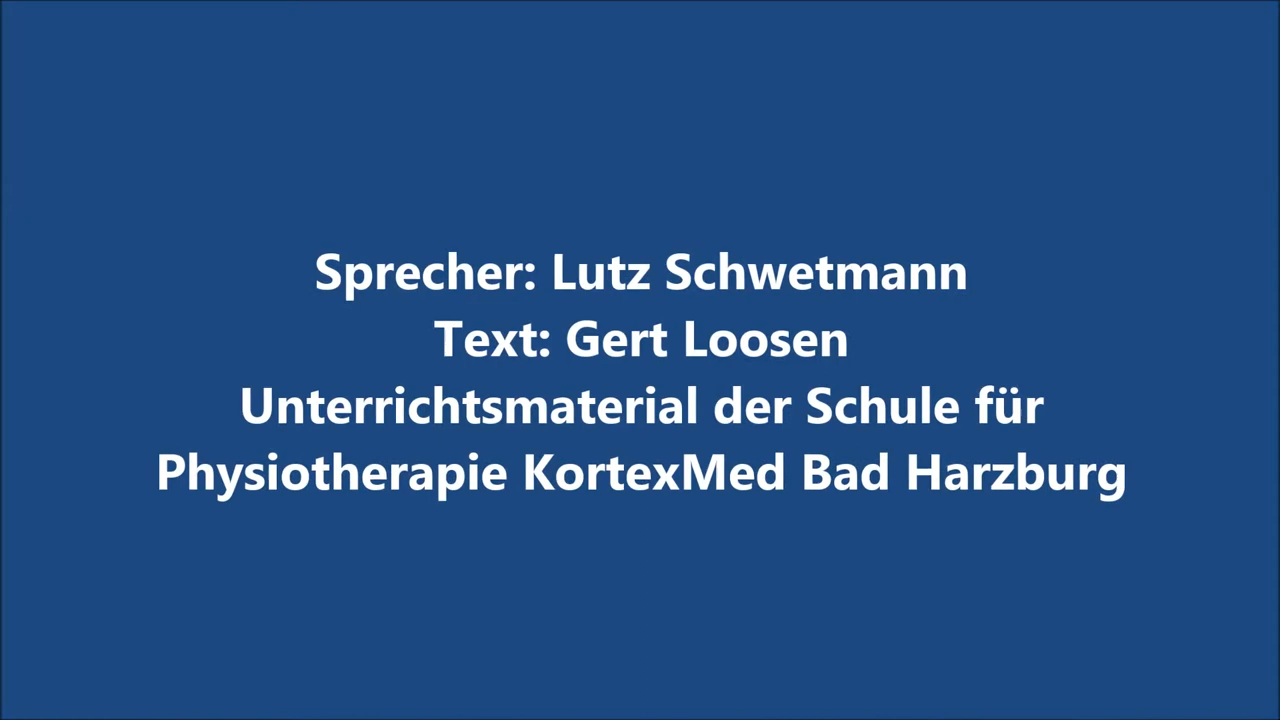 Sprecher: Lutz Schwetmann
Text: Gert Loosen
Unterrichtsmaterial der Schule für
Physiotherapie KortexMed Bad Harzburg